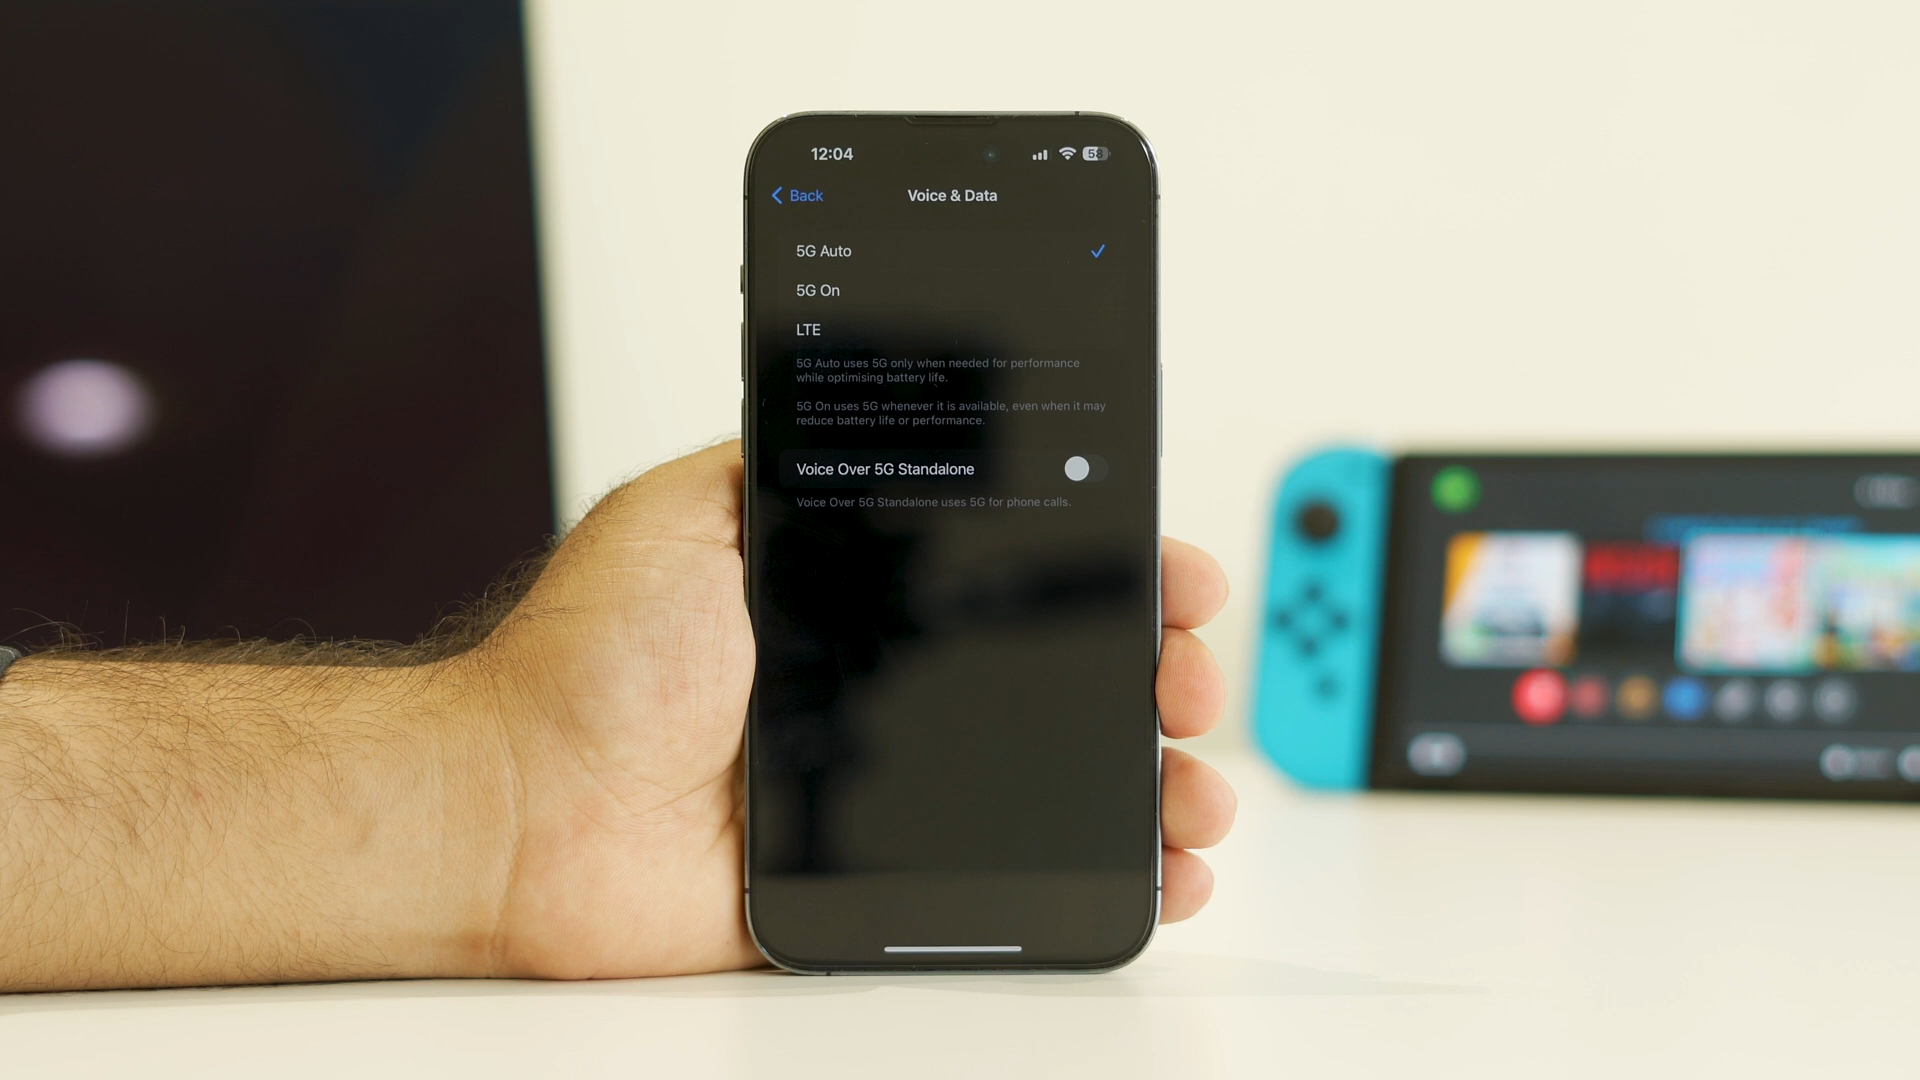 12:04
58
Back
Voice & Data
5G Auto
5G On
LTE
5G Auto uses 5G only when needed for performance
while optimising battery life.
5G On uses 5G whenever it is available, even when it may
reduce battery life or performance.
Voice Over 5G Standalone
Voice Over 5G Standalone uses 5G for phone calls.